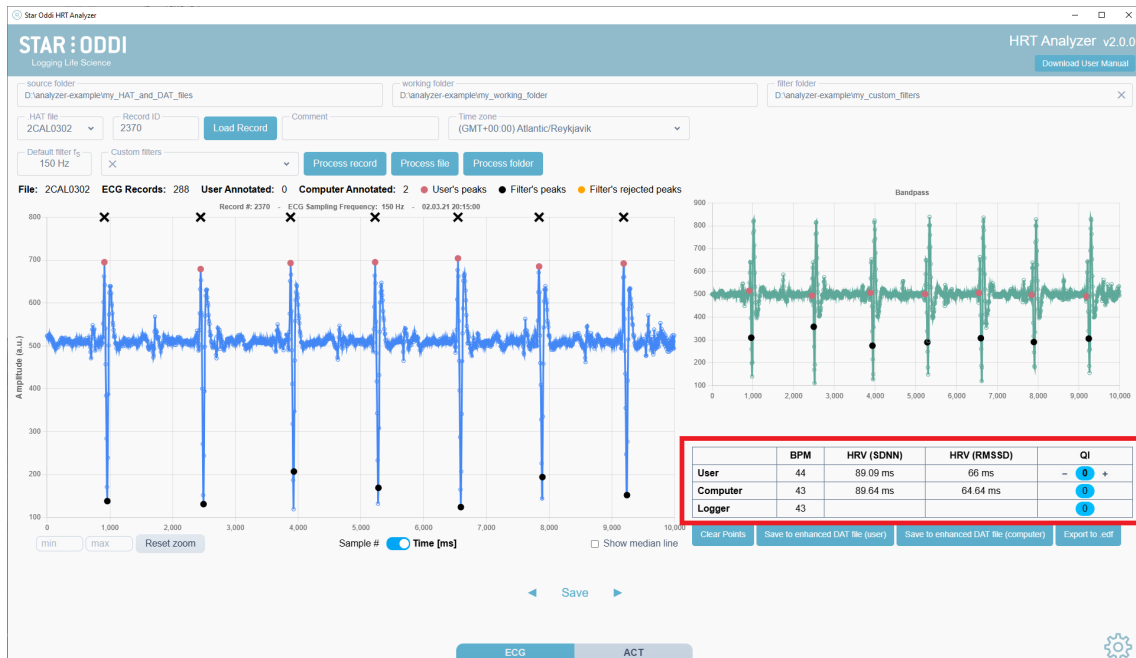 Star Oddi HRT Analyzer
STAR : ODDI
Logging Life Science
HRT Analyzer v2.0.0
Download User Manual
source folder
D:\analyzer-example\my_HAT_and_DAT_files
working folder
D:\analyzer-example\my_working_folder
filter folder
D:\analyzer-example\my_custom_filters
.HAT file
2CAL0302
Record ID
2370
Load Record
Comment
Time zone
(GMT+00:00) Atlantic/Reykjavik
Default filter fS
150 Hz
Custom filters
Process record
Process file
Process folder
File: 2CAL0302 ECG Records: 288 User Annotated: 0 Computer Annotated: 2 User's peaks Filter's peaks Filter's rejected peaks
Record #: 2370 - ECG Sampling Frequency: 150 Hz - 02.03.21 20:15:00
Amplitude (a.u.)
800
700
600
500
400
300
200
100
0 1,000 2,000 3,000 4,000 5,000 6,000 7,000 8,000 9,000 10,000
min max Reset zoom
Sample # Time [ms]
Show median line
Bandpass
900
800
700
600
500
400
300
200
100
0 1,000 2,000 3,000 4,000 5,000 6,000 7,000 8,000 9,000 10,000
BPM HRV (SDNN) HRV (RMSSD) QI
User 44 89.09 ms 66 ms − 0 +
Computer 43 89.64 ms 64.64 ms 0
Logger 43 0
Clear Points Save to enhanced DAT file (user) Save to enhanced DAT file (computer) Export to .edf
Save
ECG ACT